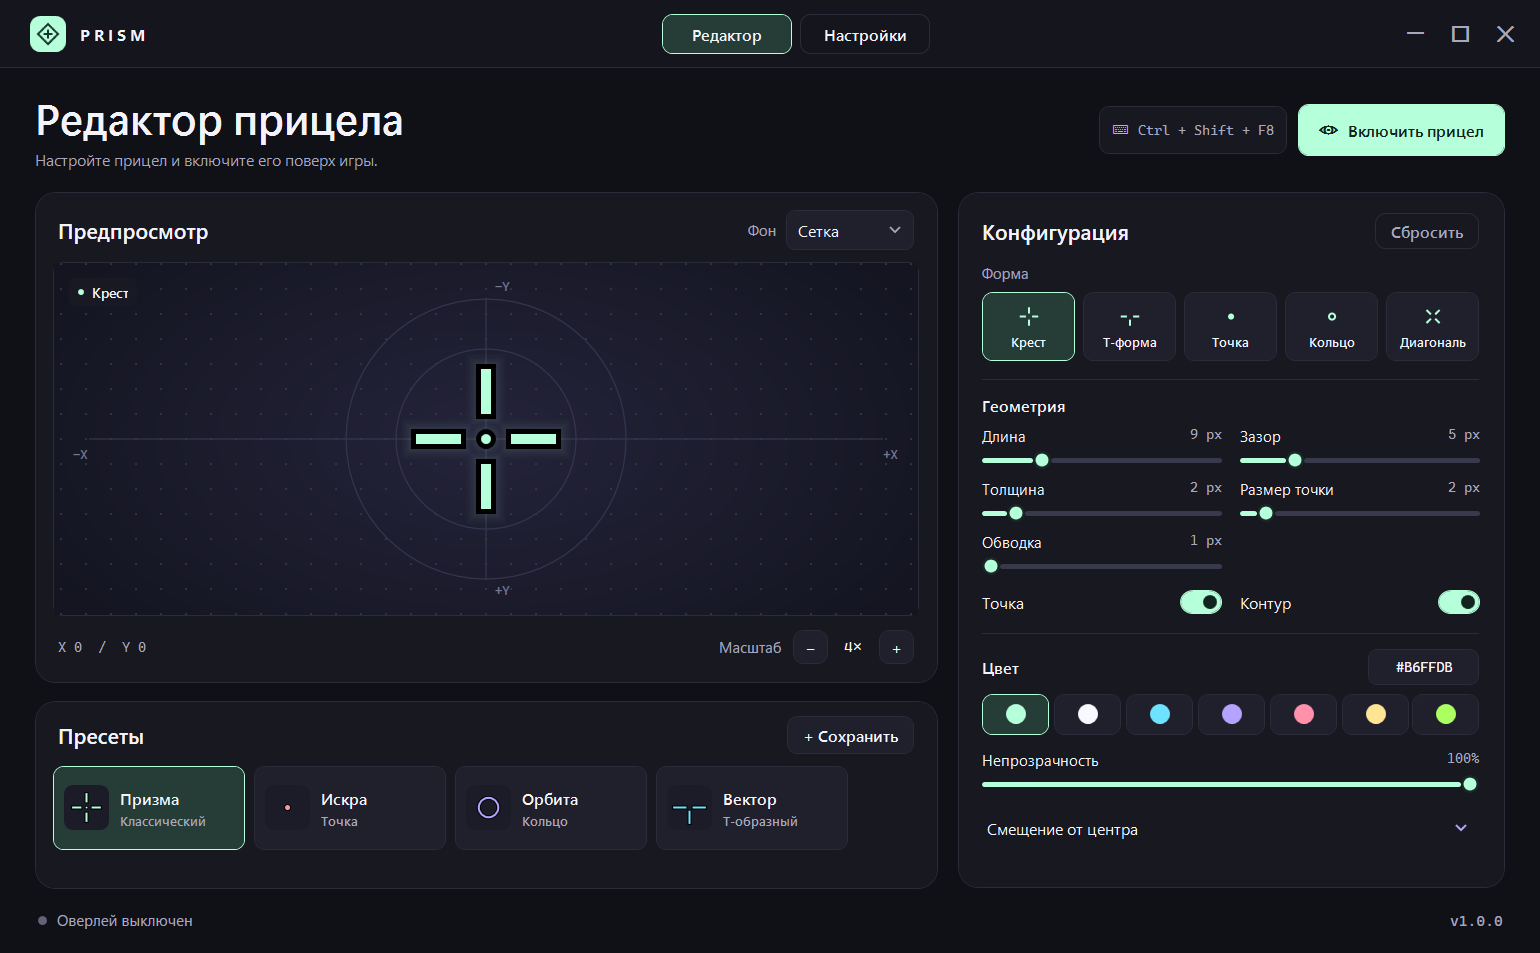 PRISM
Редактор
Настройки
Редактор прицела
Настройте прицел и включите его поверх игры.
Ctrl + Shift + F8
Включить прицел
Предпросмотр
Фон
Сетка
Крест
−Y
−X
+X
+Y
X 0 / Y 0
Масштаб
−
4×
+
Пресеты
+ Сохранить
Призма
Классический
Искра
Точка
Орбита
Кольцо
Вектор
Т-образный
Конфигурация
Сбросить
Форма
Крест
Т-форма
Точка
Кольцо
Диагональ
Геометрия
Длина
9 px
Зазор
5 px
Толщина
2 px
Размер точки
2 px
Обводка
1 px
Точка
Контур
Цвет
#B6FFDB
Непрозрачность
100%
Смещение от центра
Оверлей выключен
v1.0.0